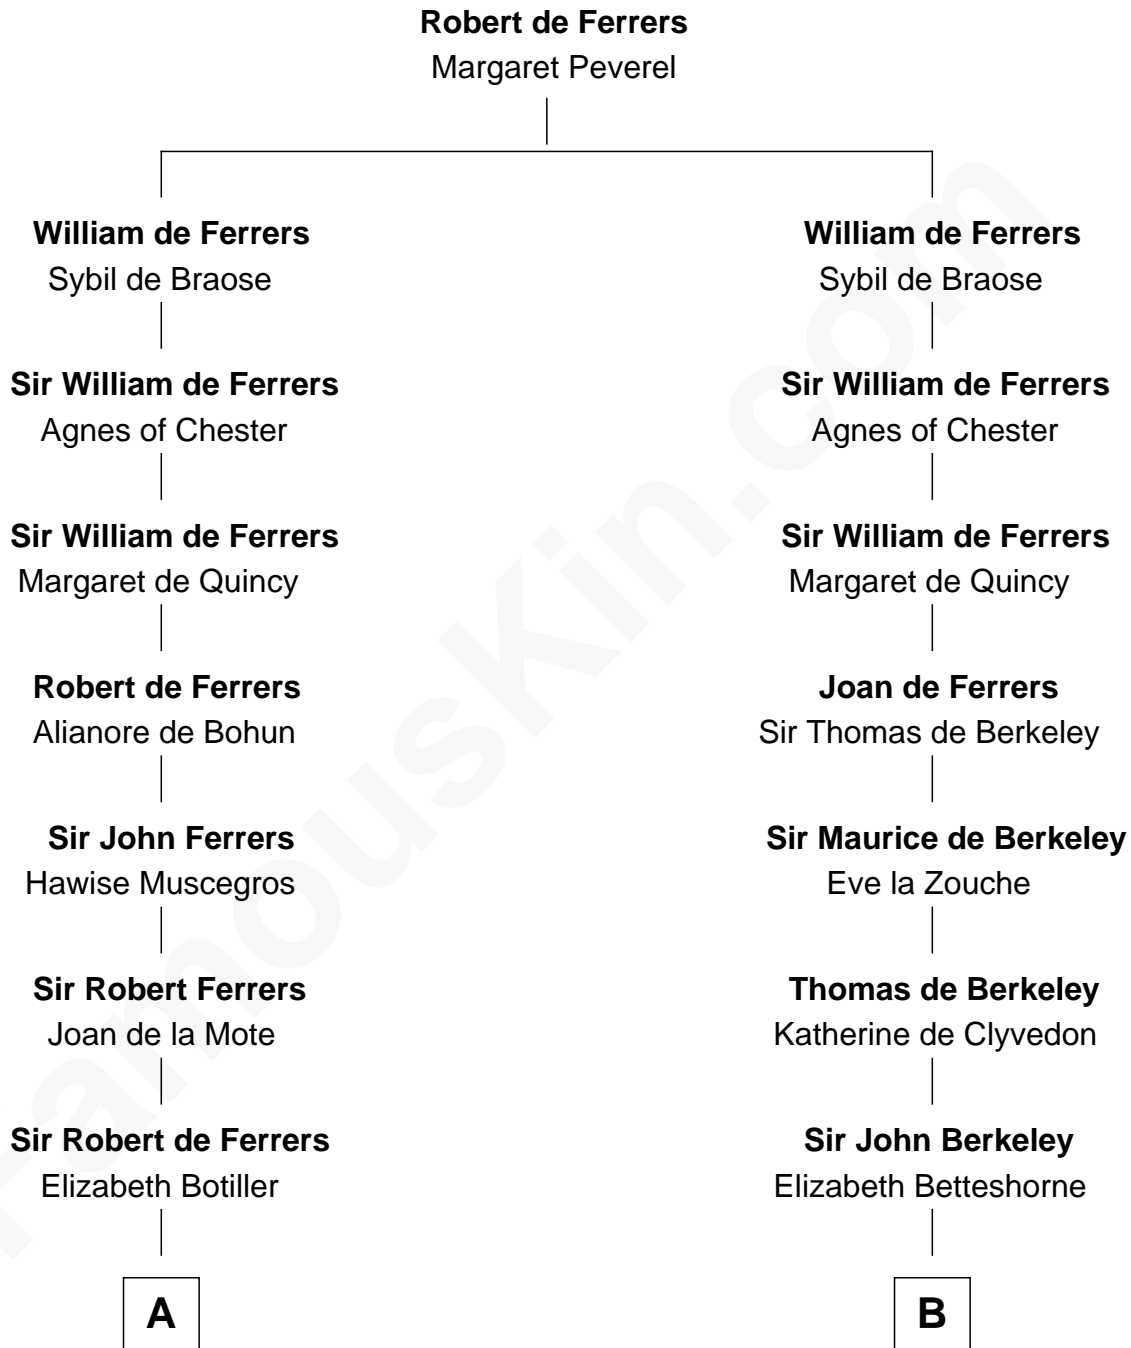 Robert de Ferrers
Margaret Peverel
William de Ferrers
Sybil de Braose
Sir William de Ferrers
Agnes of Chester
Sir William de Ferrers
Margaret de Quincy
Robert de Ferrers
Alianore de Bohun
Sir John Ferrers
Hawise Muscegros
Sir Robert Ferrers
Joan de la Mote
Sir Robert de Ferrers
Elizabeth Botiller
A
William de Ferrers
Sybil de Braose
Sir William de Ferrers
Agnes of Chester
Sir William de Ferrers
Margaret de Quincy
Joan de Ferrers
Sir Thomas de Berkeley
Sir Maurice de Berkeley
Eve la Zouche
Thomas de Berkeley
Katherine de Clyvedon
Sir John Berkeley
Elizabeth Betteshorne
B
FamousKin.com